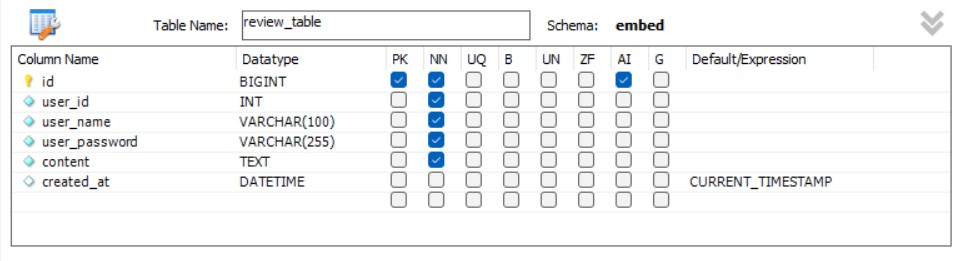 Table Name: review_table Schema: embed
Column Name Datatype PK NN UQ B UN ZF AI G Default/Expression
id BIGINT
user_id INT
user_name VARCHAR(100)
user_password VARCHAR(255)
content TEXT
created_at DATETIME CURRENT_TIMESTAMP